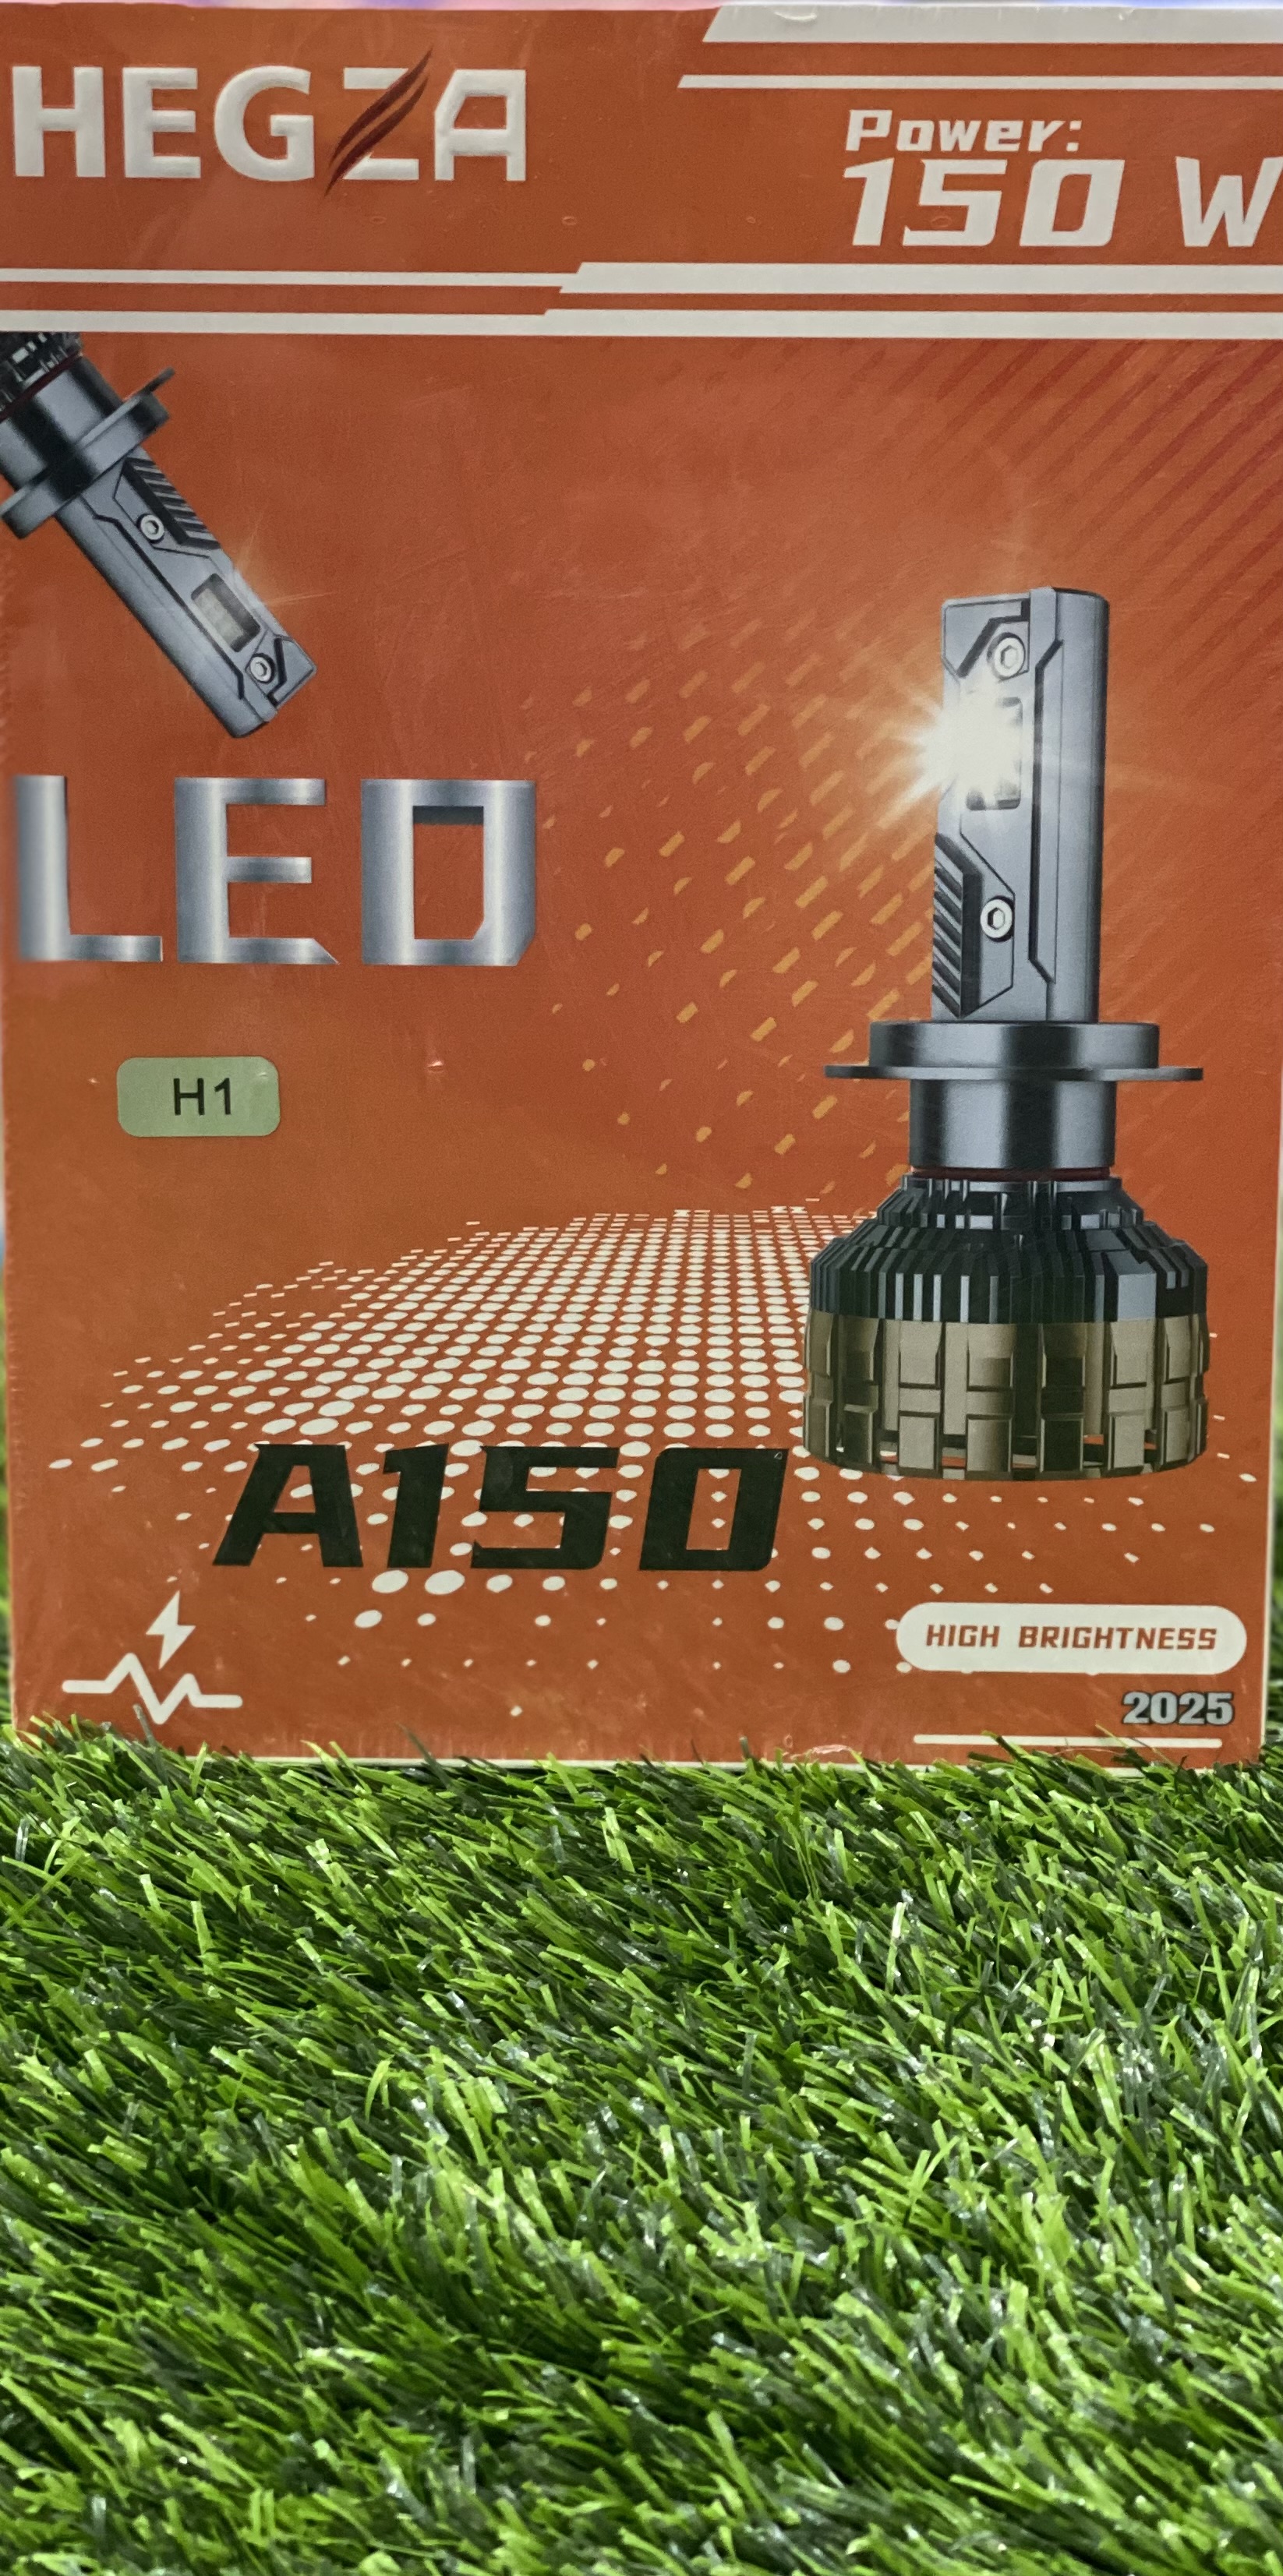 HEGZA
Power:
150 W
LED
H1
A150
HIGH BRIGHTNESS
2025